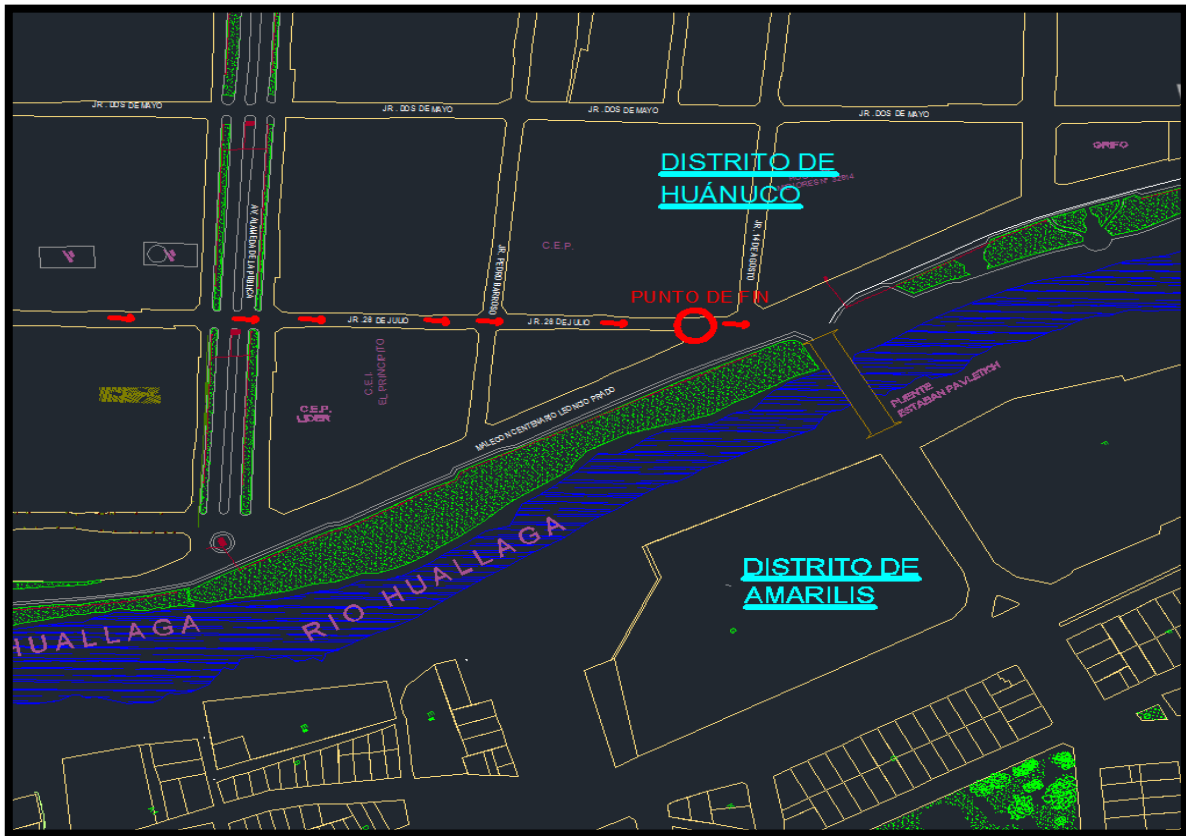 JR. DOS DE MAYO
JR. DOS DE MAYO
JR. DOS DE MAYO
JR. DOS DE MAYO
GRIFO
DISTRITO DE
HUÁNUCO
AV. ALAMEDA DE LA
JR. PEDRO BARROSO
C.E.P.
JR. 14 DE AGOSTO
PUNTO DE FIN
JR. 28 DE JULIO
JR. 28 DE JULIO
C.E.I.
EL PRINCIPITO
C.E.P.
LIDER
MALECON CENTENARIO LEONCIO PRADO
PUENTE
ESTABAN PAVLETICH
RIO HUALLAGA
HUALLAGA
DISTRITO DE
AMARILIS